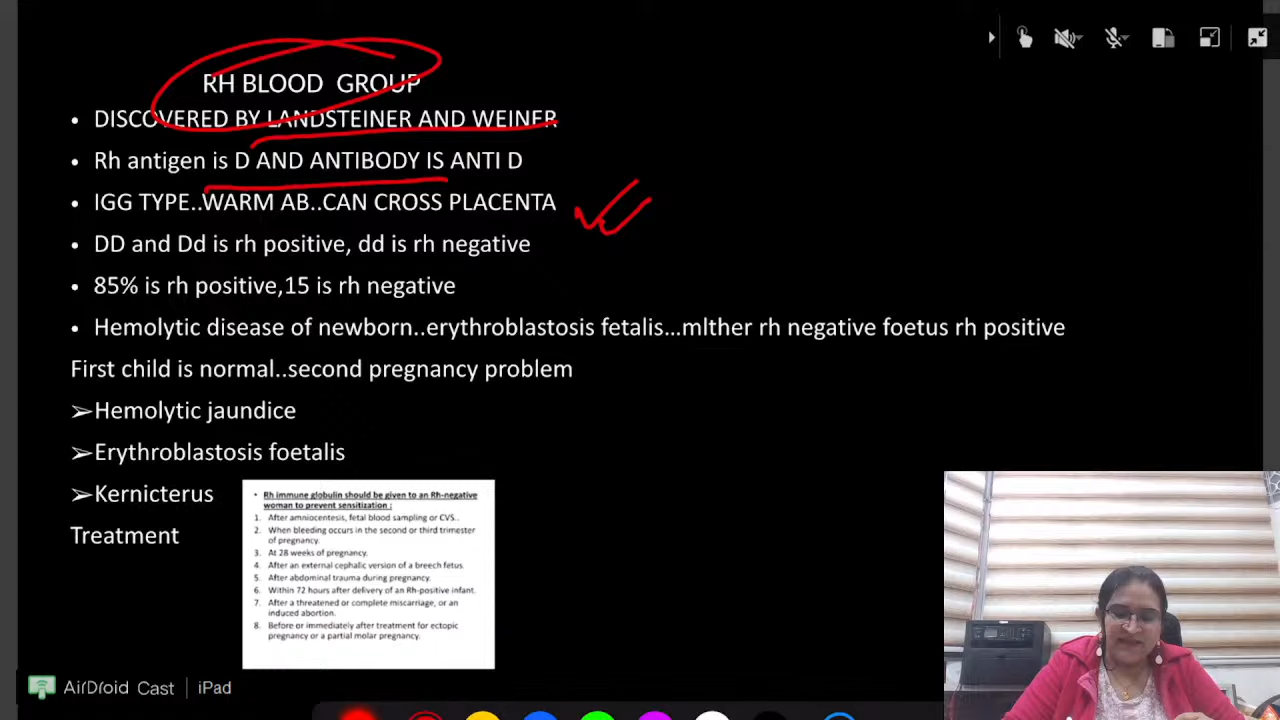 RH BLOOD GROUP
• DISCOVERED BY LANDSTEINER AND WEINER
• Rh antigen is D AND ANTIBODY IS ANTI D
• IGG TYPE..WARM AB..CAN CROSS PLACENTA
• DD and Dd is rh positive, dd is rh negative
• 85% is rh positive,15 is rh negative
• Hemolytic disease of newborn..erythroblastosis fetalis...mlther rh negative foetus rh positive
First child is normal..second pregnancy problem
➢Hemolytic jaundice
➢Erythroblastosis foetalis
➢Kernicterus
Treatment
• Rh immune globulin should be given to an Rh-negative
woman to prevent sensitization :
1. After amniocentesis, fetal blood sampling or CVS..
2. When bleeding occurs in the second or third trimester
of pregnancy.
3. At 28 weeks of pregnancy.
4. After an external cephalic version of a breech fetus.
5. After abdominal trauma during pregnancy.
6. Within 72 hours after delivery of an Rh-positive infant.
7. After a threatened or complete miscarriage, or an
induced abortion.
8. Before or immediately after treatment for ectopic
pregnancy or a partial molar pregnancy.
AirDroid Cast | iPad